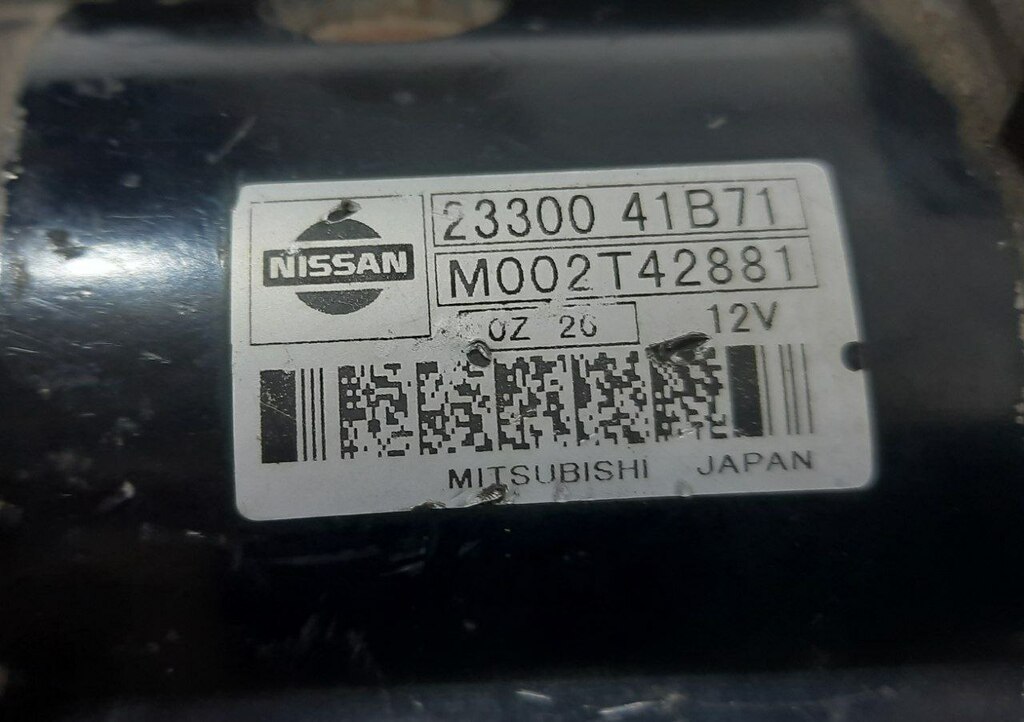 NISSAN
23300 41B71
M002T42881
0Z 20
12V
MITSUBISHI JAPAN